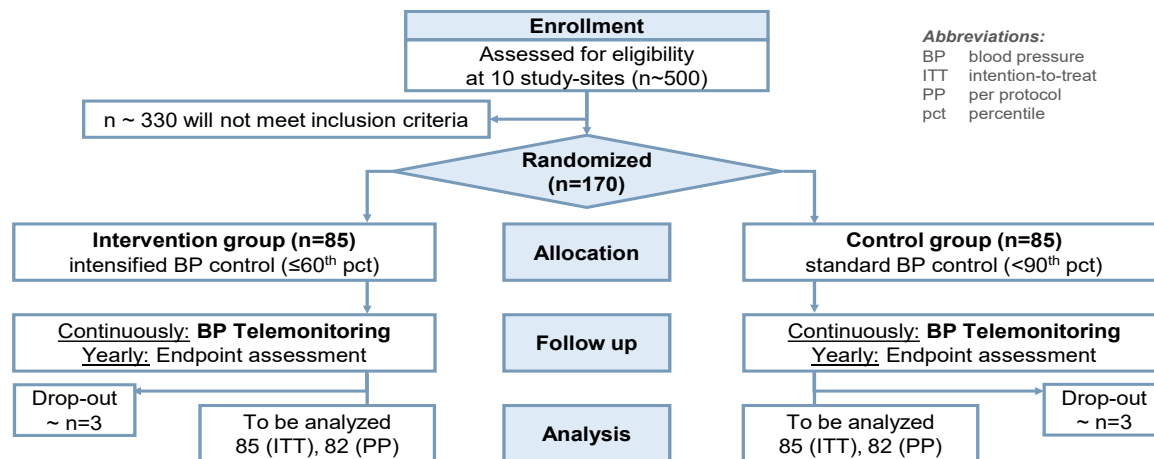 Enrollment
Assessed for eligibility
at 10 study-sites (n~500)
Abbreviations:
BP blood pressure
ITT intention-to-treat
PP per protocol
pct percentile
n ~ 330 will not meet inclusion criteria
Randomized
(n=170)
Intervention group (n=85)
intensified BP control (≤60th pct)
Allocation
Control group (n=85)
standard BP control (<90th pct)
Continuously: BP Telemonitoring
Yearly: Endpoint assessment
Follow up
Continuously: BP Telemonitoring
Yearly: Endpoint assessment
Drop-out
~ n=3
To be analyzed
85 (ITT), 82 (PP)
Analysis
To be analyzed
85 (ITT), 82 (PP)
Drop-out
~ n=3